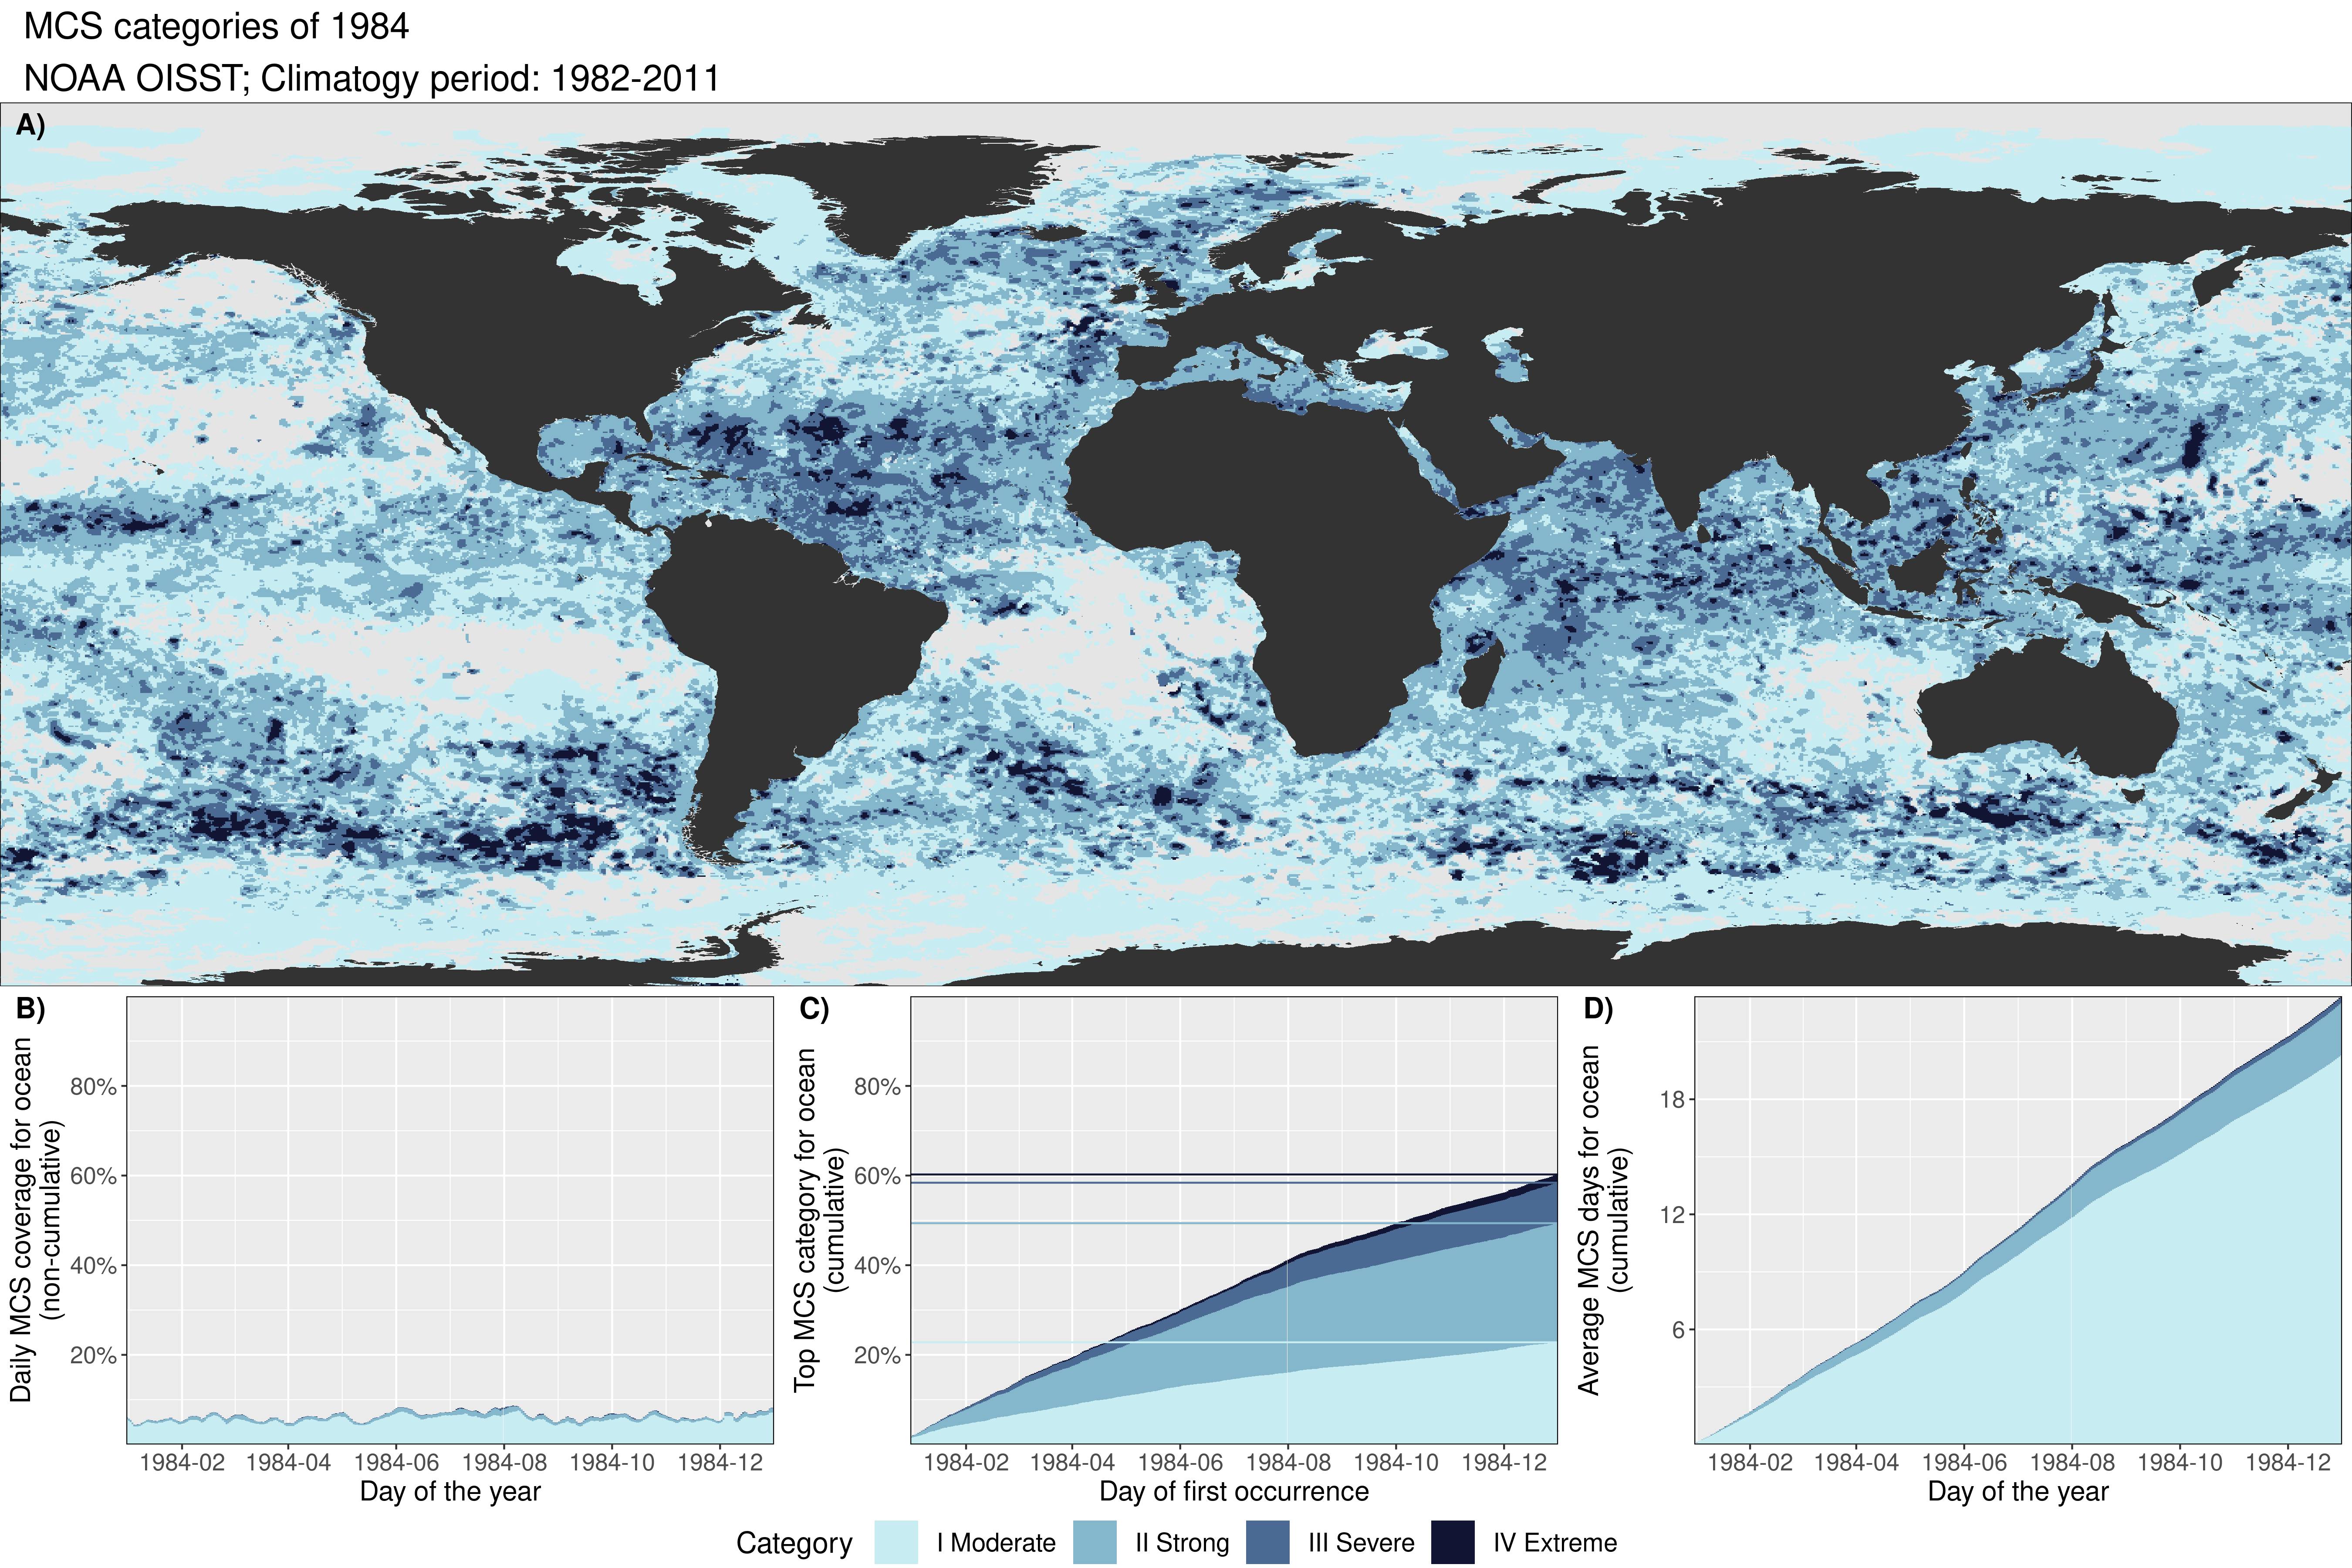 MCS categories of 1984
NOAA OISST; Climatogy period: 1982-2011
A)
B)
Daily MCS coverage for ocean
(non-cumulative)
80%
60%
40%
20%
1984-02 1984-04 1984-06 1984-08 1984-10 1984-12
Day of the year
C)
Top MCS category for ocean
(cumulative)
80%
60%
40%
20%
1984-02 1984-04 1984-06 1984-08 1984-10 1984-12
Day of first occurrence
D)
Average MCS days for ocean
(cumulative)
18
12
6
1984-02 1984-04 1984-06 1984-08 1984-10 1984-12
Day of the year
Category I Moderate II Strong III Severe IV Extreme